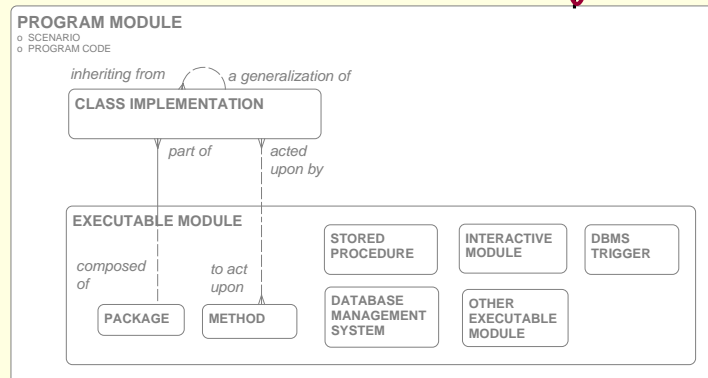 PROGRAM MODULE
o SCENARIO
o PROGRAM CODE
inheriting from
a generalization of
CLASS IMPLEMENTATION
part of
acted
upon by
EXECUTABLE MODULE
STORED
PROCEDURE
INTERACTIVE
MODULE
DBMS
TRIGGER
composed
of
to act
upon
PACKAGE
METHOD
DATABASE
MANAGEMENT
SYSTEM
OTHER
EXECUTABLE
MODULE